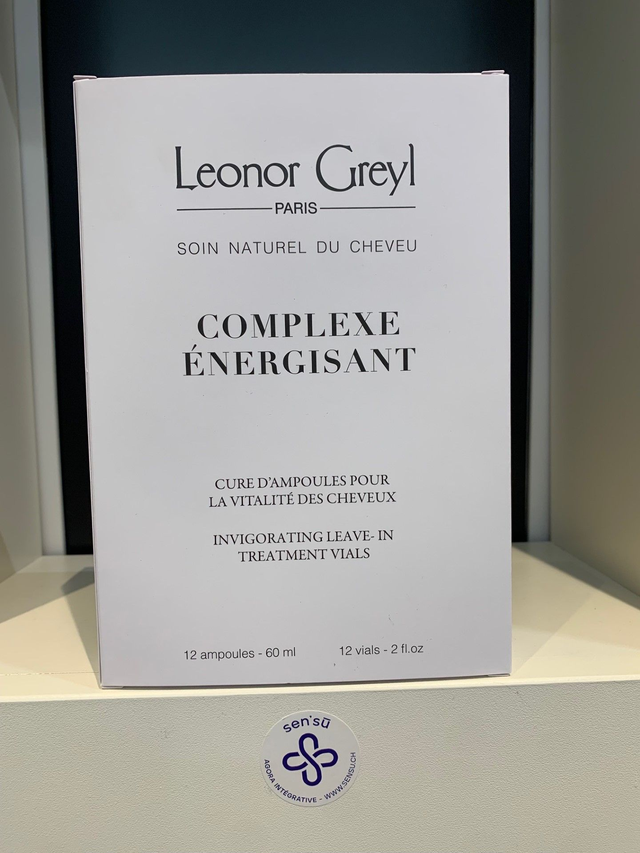 Leonor Greyl
PARIS
SOIN NATUREL DU CHEVEU
COMPLEXE
ÉNERGISANT
CURE D'AMPOULES POUR
LA VITALITÉ DES CHEVEUX
INVIGORATING LEAVE- IN
TREATMENT VIALS
12 ampoules - 60 ml
12 vials - 2 fl.oz
sen'sü
AGORA INTÉGRATIVE - WWW.SENSU.CH